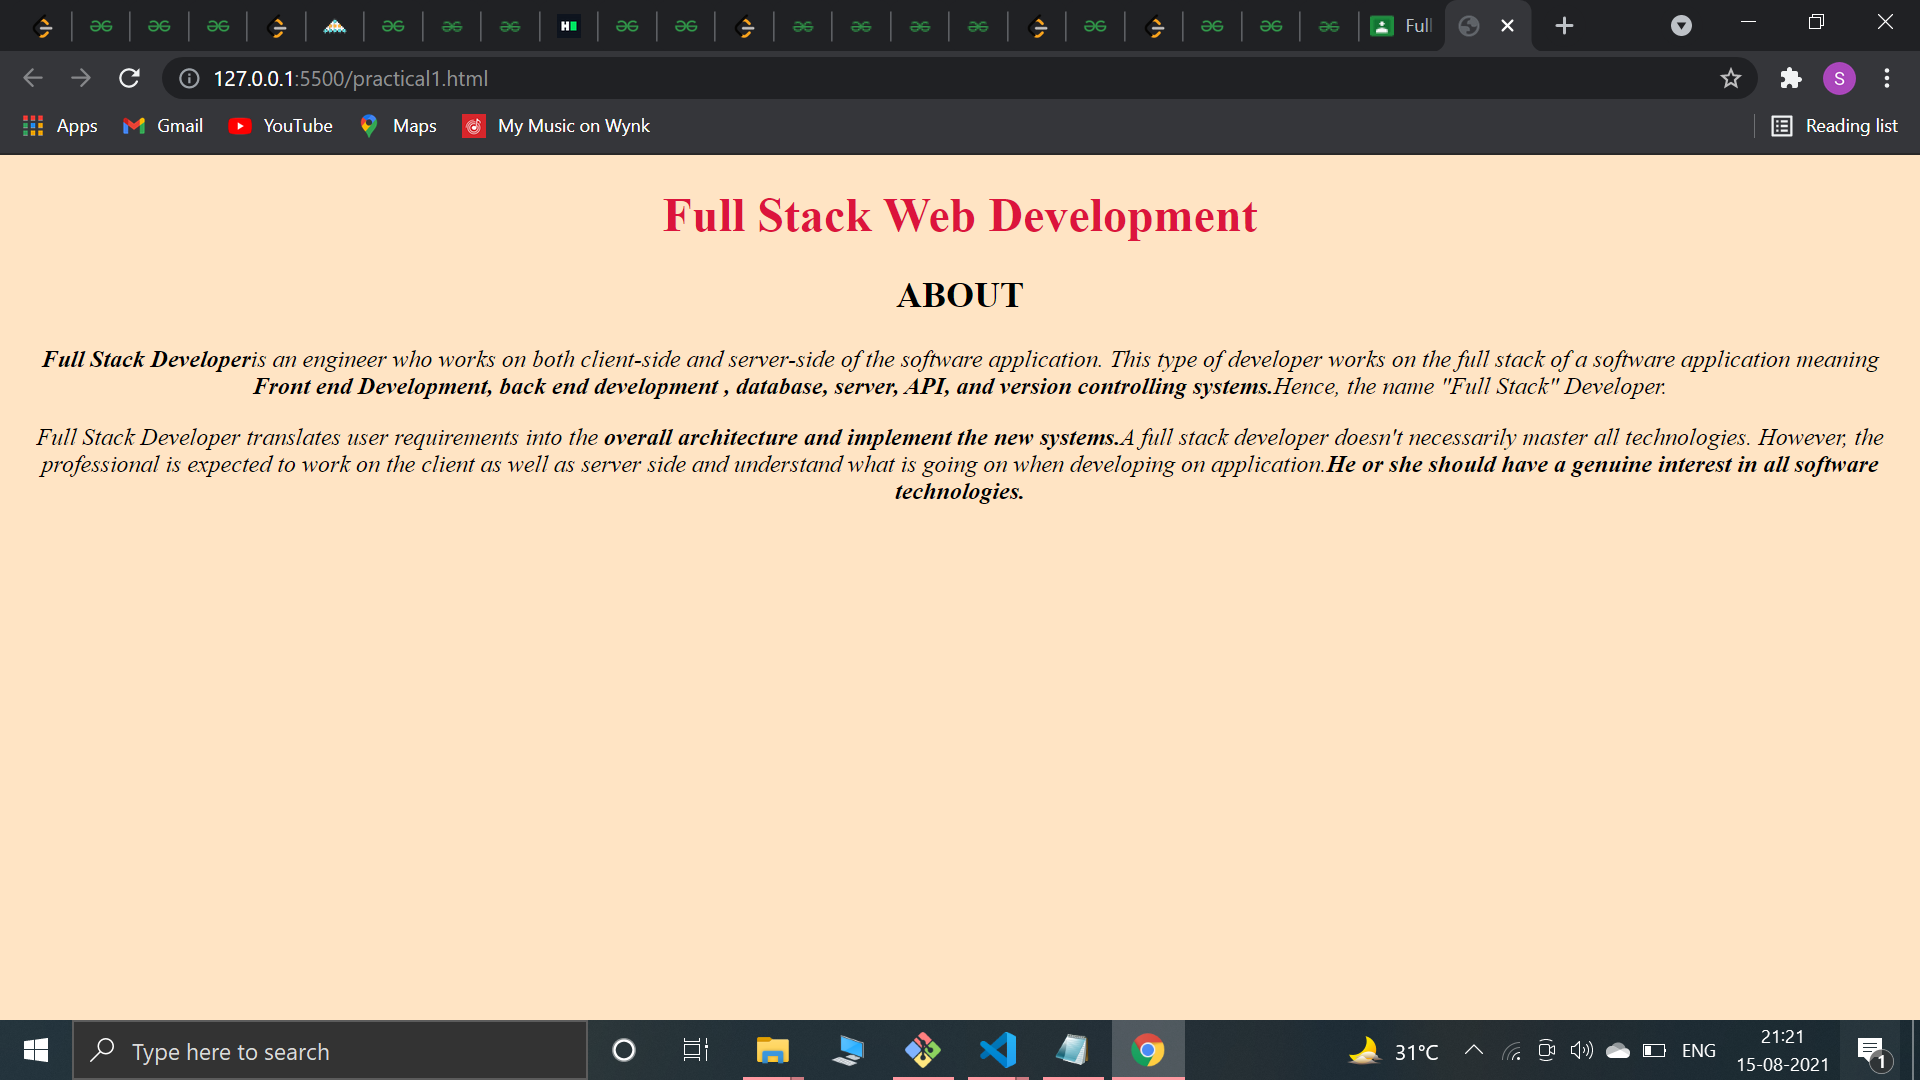 Full
127.0.0.1:5500/practical1.html
S
Apps Gmail YouTube Maps My Music on Wynk Reading list
Full Stack Web Development
ABOUT
Full Stack Developeris an engineer who works on both client-side and server-side of the software application. This type of developer works on the full stack of a software application meaning
Front end Development, back end development , database, server, API, and version controlling systems.Hence, the name "Full Stack" Developer.
Full Stack Developer translates user requirements into the overall architecture and implement the new systems.A full stack developer doesn't necessarily master all technologies. However, the
professional is expected to work on the client as well as server side and understand what is going on when developing on application.He or she should have a genuine interest in all software
technologies.
Type here to search
31°C
ENG
21:21
15-08-2021
1